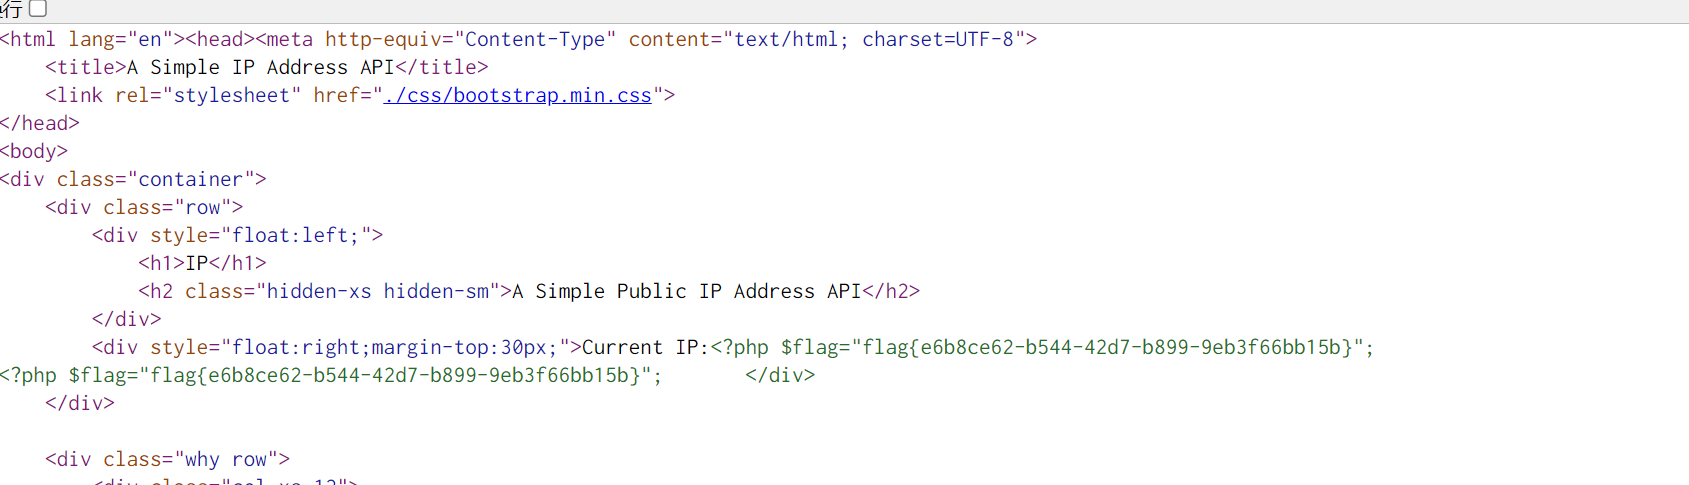 行
<html lang="en"><head><meta http-equiv="Content-Type" content="text/html; charset=UTF-8">
<title>A Simple IP Address API</title>
<link rel="stylesheet" href="./css/bootstrap.min.css">
</head>
<body>
<div class="container">
<div class="row">
<div style="float:left;">
<h1>IP</h1>
<h2 class="hidden-xs hidden-sm">A Simple Public IP Address API</h2>
</div>
<div style="float:right;margin-top:30px;">Current IP:<?php $flag="flag{e6b8ce62-b544-42d7-b899-9eb3f66bb15b}";
<?php $flag="flag{e6b8ce62-b544-42d7-b899-9eb3f66bb15b}"; </div>
</div>
<div class="why row">